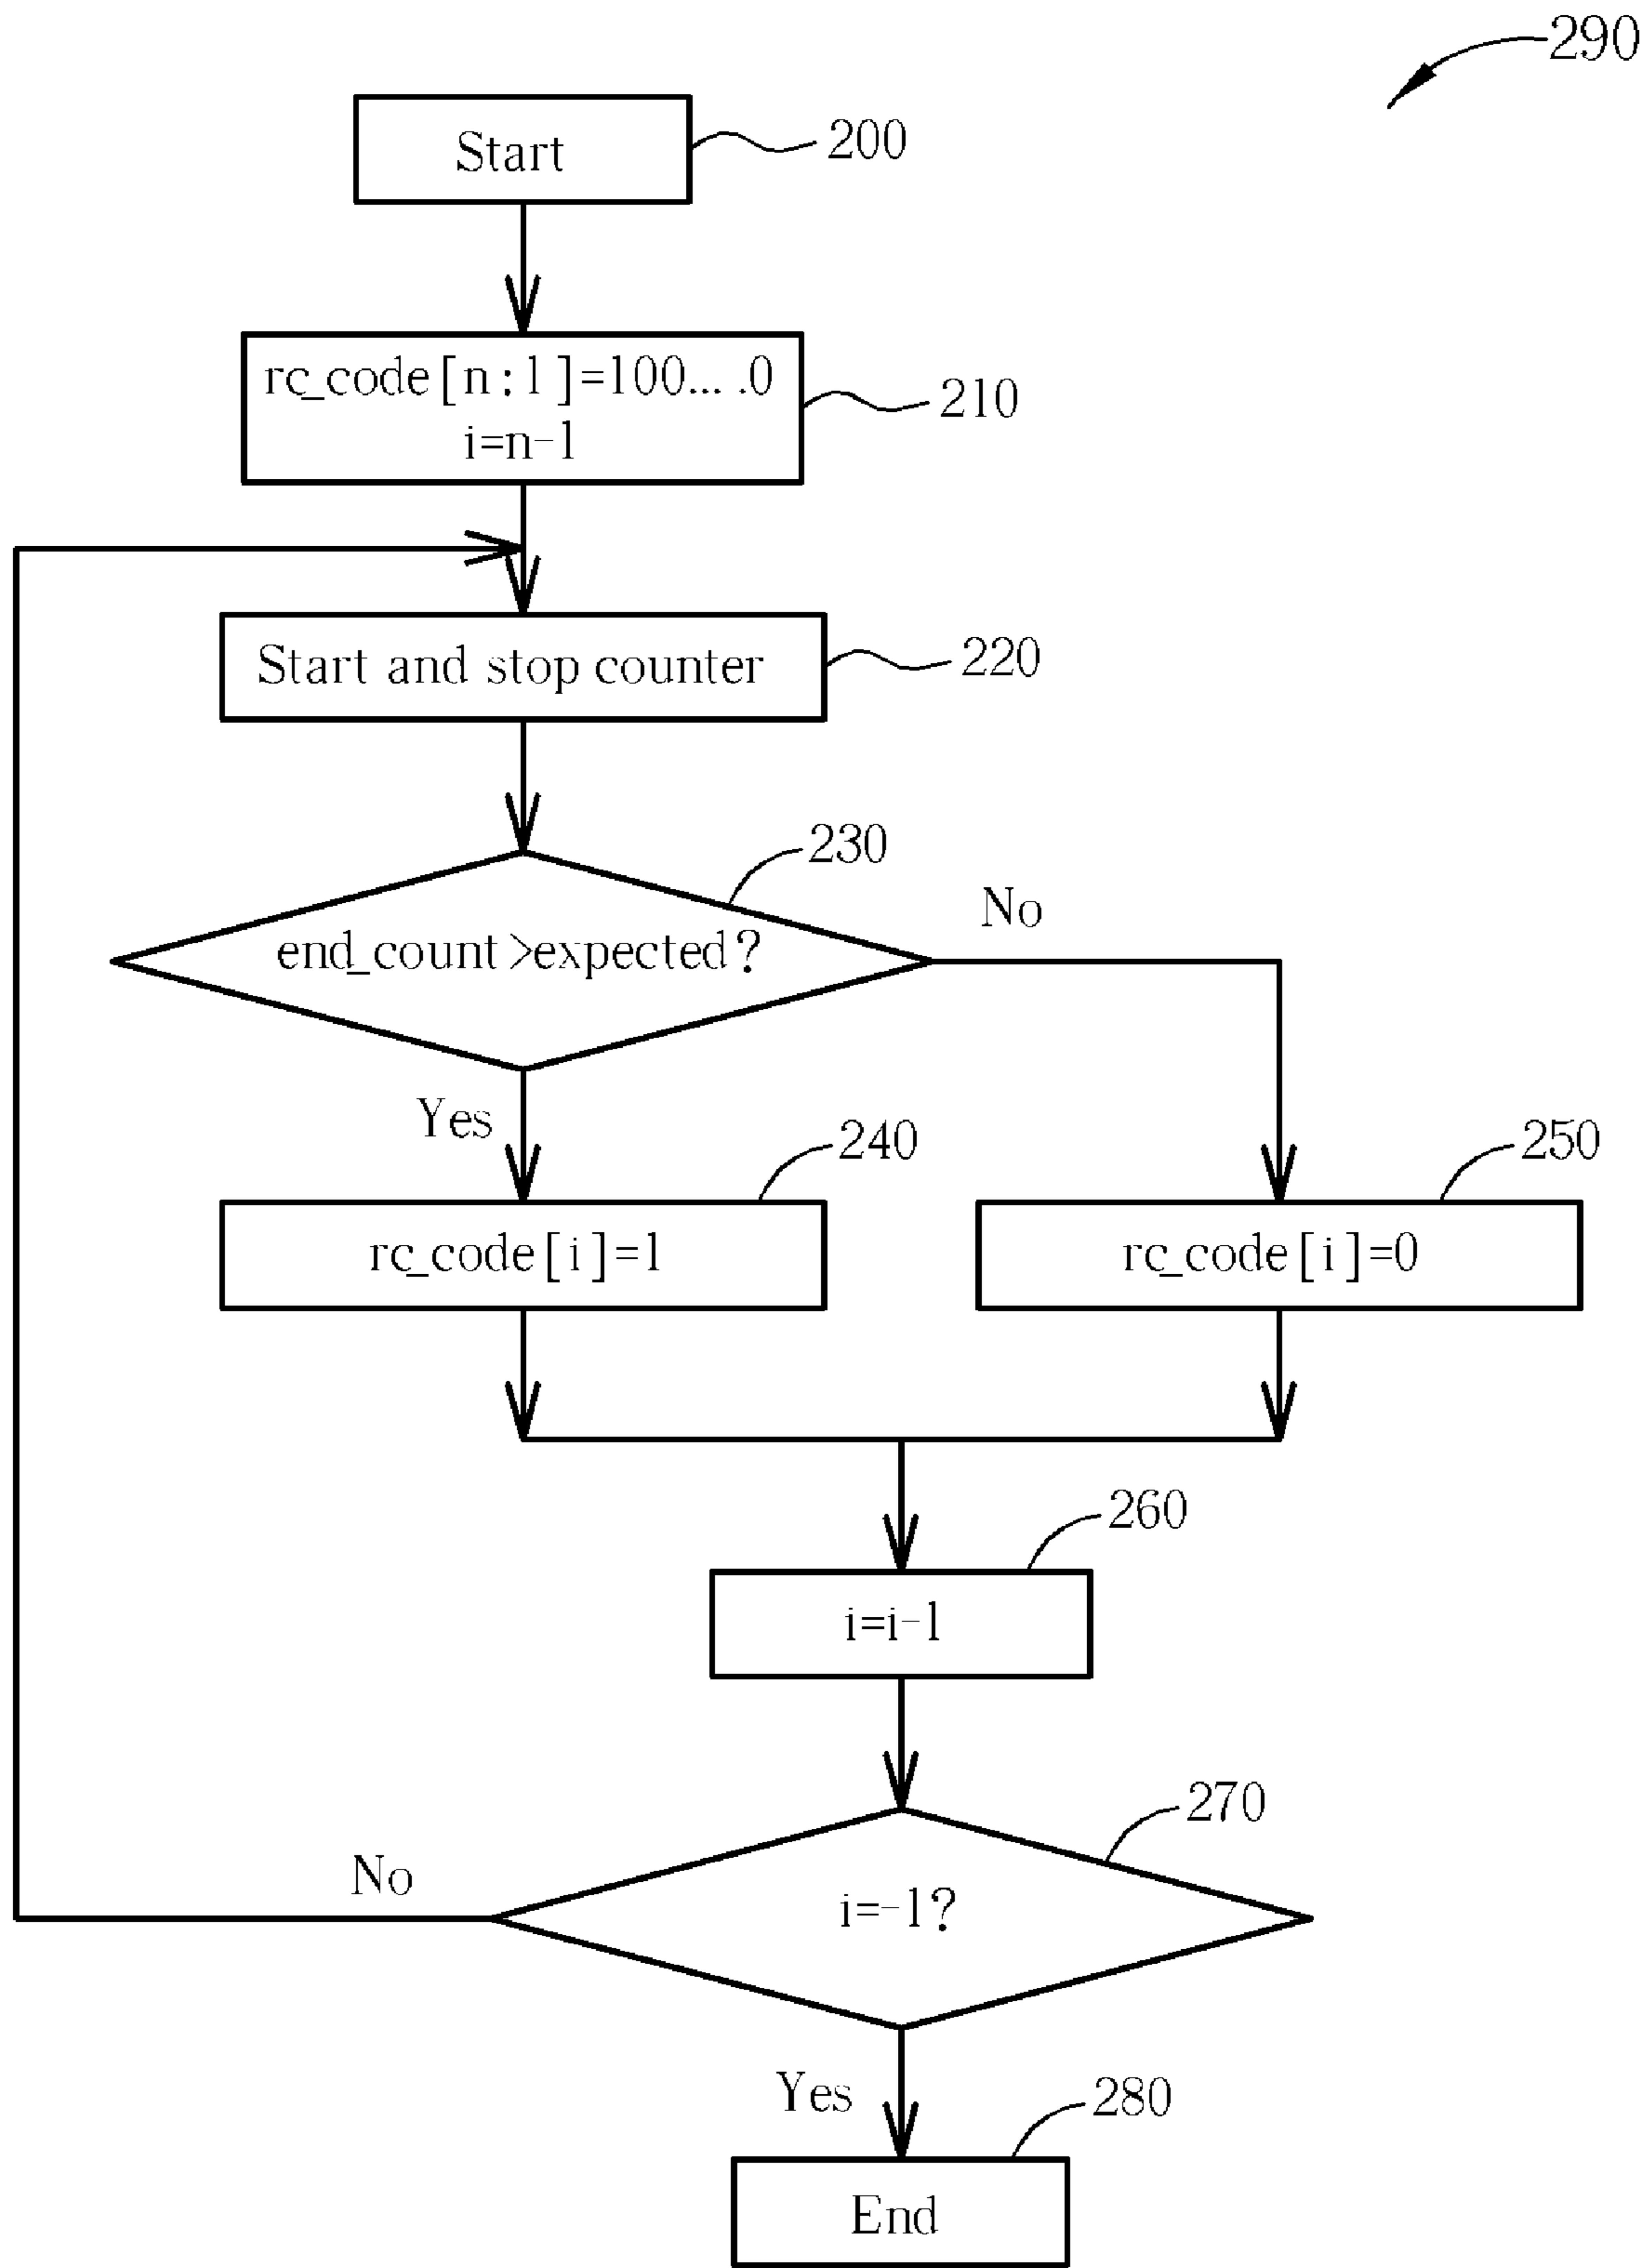 290
Start
200
rc_code[n:1]=100... .0
i=n-1
210
Start and stop counter
220
230
end_count>expected?
No
Yes
240
250
rc_code[i]=1
rc_code[i]=0
260
i=i-1
270
No
i=-1?
Yes
280
End